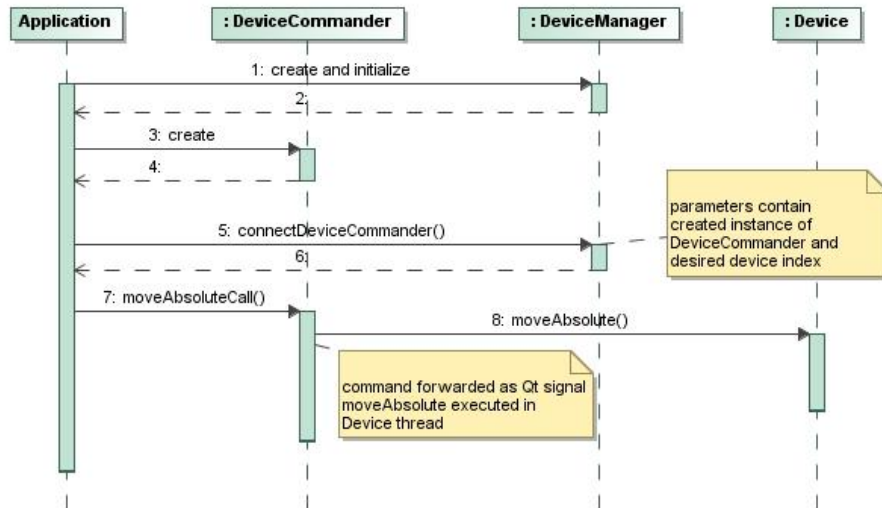 Application
: DeviceCommander
: DeviceManager
: Device
1: create and initialize
2:
3: create
4:
parameters contain
created instance of
DeviceCommander and
desired device index
5: connectDeviceCommander()
6:
7: moveAbsoluteCall()
8: moveAbsolute()
command forwarded as Qt signal
moveAbsolute executed in
Device thread